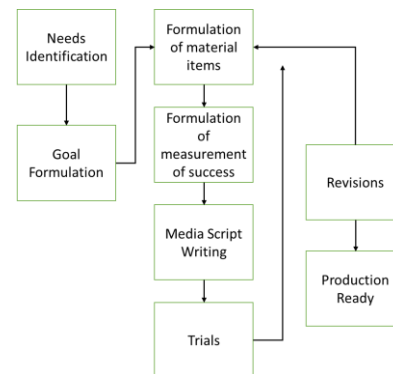 Needs
Identification
Goal
Formulation
Formulation
of material
items
Formulation
of
measurement
of success
Media Script
Writing
Trials
Revisions
Production
Ready